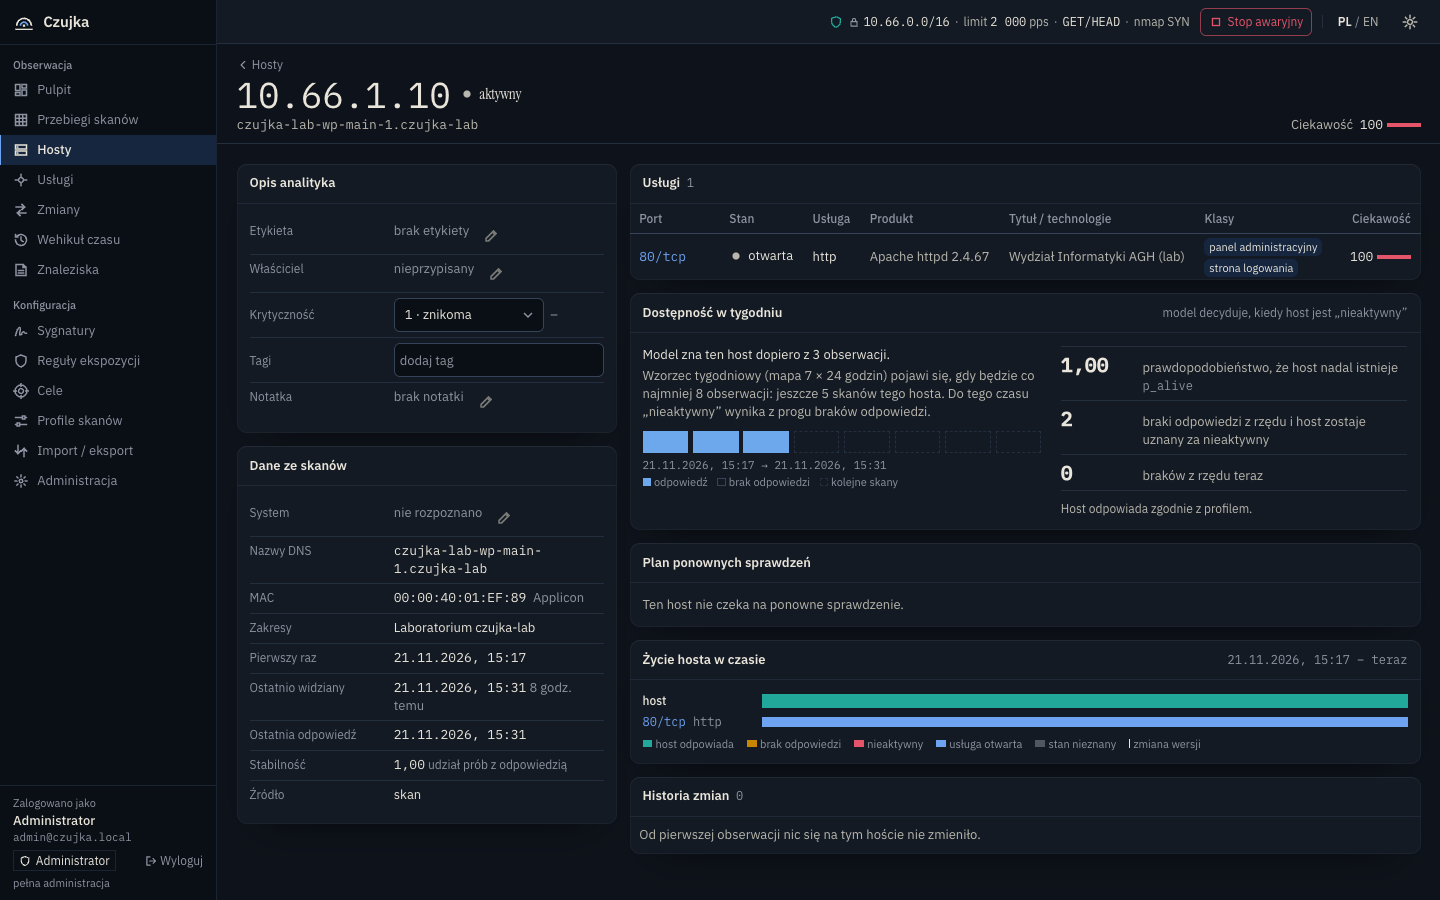 Czujka
10.66.0.0/16 · limit 2 000 pps · GET/HEAD · nmap SYN
Stop awaryjny
PL / EN
Obserwacja
Pulpit
Przebiegi skanów
Hosty
Usługi
Zmiany
Wehikuł czasu
Znaleziska
Konfiguracja
Sygnatury
Reguły ekspozycji
Cele
Profile skanów
Import / eksport
Administracja
Zalogowano jako
Administrator
admin@czujka.local
Administrator
Wyloguj
pełna administracja
Hosty
10.66.1.10 aktywny
czujka-lab-wp-main-1.czujka-lab
Ciekawość 100
Opis analityka
Etykieta brak etykiety
Właściciel nieprzypisany
Krytyczność 1 · znikoma –
Tagi dodaj tag
Notatka brak notatki
Dane ze skanów
System nie rozpoznano
Nazwy DNS czujka-lab-wp-main-
1.czujka-lab
MAC 00:00:40:01:EF:89 Applicon
Zakresy Laboratorium czujka-lab
Pierwszy raz 21.11.2026, 15:17
Ostatnio widziany 21.11.2026, 15:31 8 godz.
temu
Ostatnia odpowiedź 21.11.2026, 15:31
Stabilność 1,00 udział prób z odpowiedzią
Źródło skan
Usługi 1
Port Stan Usługa Produkt Tytuł / technologie Klasy Ciekawość
80/tcp otwarta http Apache httpd 2.4.67 Wydział Informatyki AGH (lab) panel administracyjny 100
strona logowania
Dostępność w tygodniu
model decyduje, kiedy host jest „nieaktywny”
Model zna ten host dopiero z 3 obserwacji.
Wzorzec tygodniowy (mapa 7 × 24 godzin) pojawi się, gdy będzie co
najmniej 8 obserwacji: jeszcze 5 skanów tego hosta. Do tego czasu
„nieaktywny” wynika z progu braków odpowiedzi.
21.11.2026, 15:17 → 21.11.2026, 15:31
odpowiedź brak odpowiedzi kolejne skany
1,00 prawdopodobieństwo, że host nadal istnieje
p_alive
2 braki odpowiedzi z rzędu i host zostaje
uznany za nieaktywny
0 braków z rzędu teraz
Host odpowiada zgodnie z profilem.
Plan ponownych sprawdzeń
Ten host nie czeka na ponowne sprawdzenie.
Życie hosta w czasie
21.11.2026, 15:17 – teraz
host
80/tcp http
host odpowiada brak odpowiedzi nieaktywny usługa otwarta stan nieznany zmiana wersji
Historia zmian 0
Od pierwszej obserwacji nic się na tym hoście nie zmieniło.